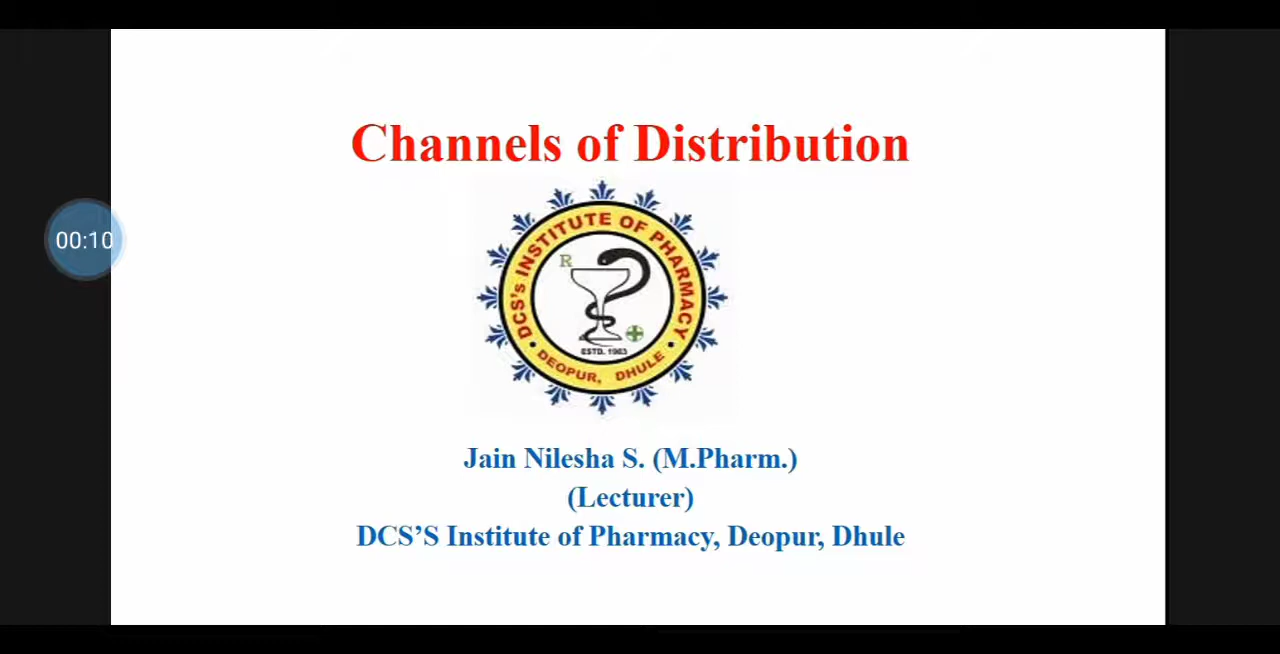 Channels of Distribution
00:10
DCS's INSTITUTE OF PHARMACY
R
ESTD. 1983
• DEOPUR, DHULE •
Jain Nilesha S. (M.Pharm.)
(Lecturer)
DCS’S Institute of Pharmacy, Deopur, Dhule